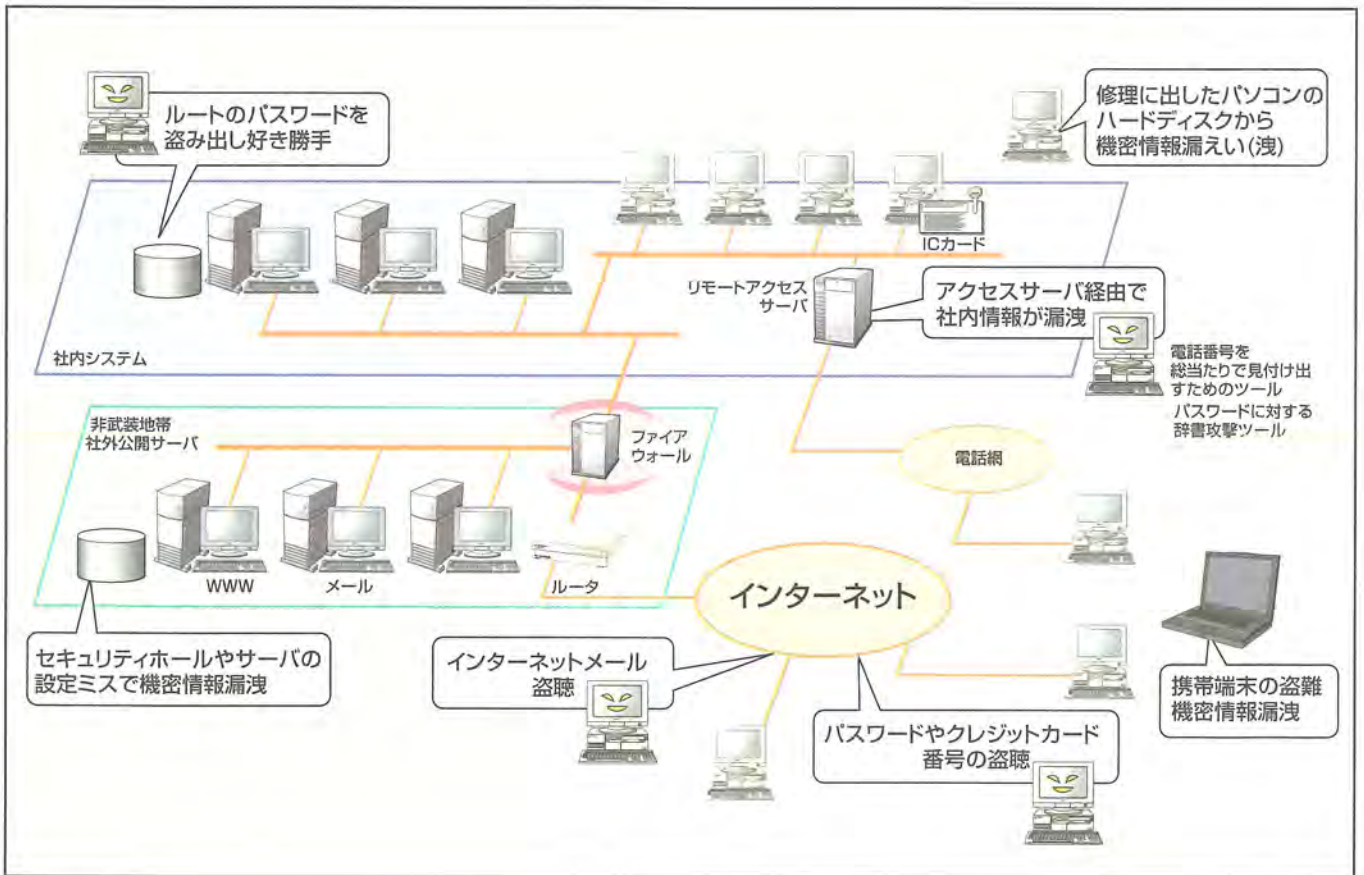 ルートのパスワードを
盗み出し好き勝手
修理に出したパソコンの
ハードディスクから
機密情報漏えい(洩)
ICカード
リモートアクセス
サーバ
アクセスサーバ経由で
社内情報が漏洩
社内システム
電話番号を
総当たりで見付け出
すためのツール
パスワードに対する
辞書攻撃ツール
非武装地帯
社外公開サーバ
ファイア
ウォール
電話網
WWW
メール
ルータ
インターネット
セキュリティホールやサーバの
設定ミスで機密情報漏洩
インターネットメール
盗聴
携帯端末の盗難
機密情報漏洩
パスワードやクレジットカード
番号の盗聴